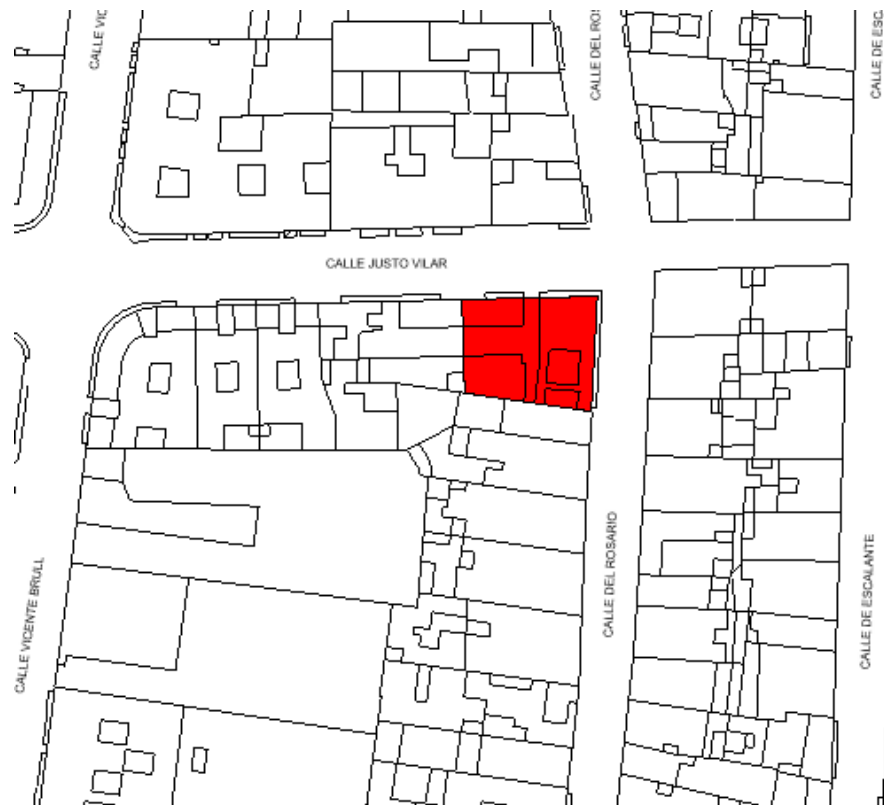 CALLE VIC
CALLE DEL ROS
CALLE DE ESC
CALLE JUSTO VILAR
CALLE VICENTE BRULL
CALLE DEL ROSARIO
CALLE DE ESCALANTE